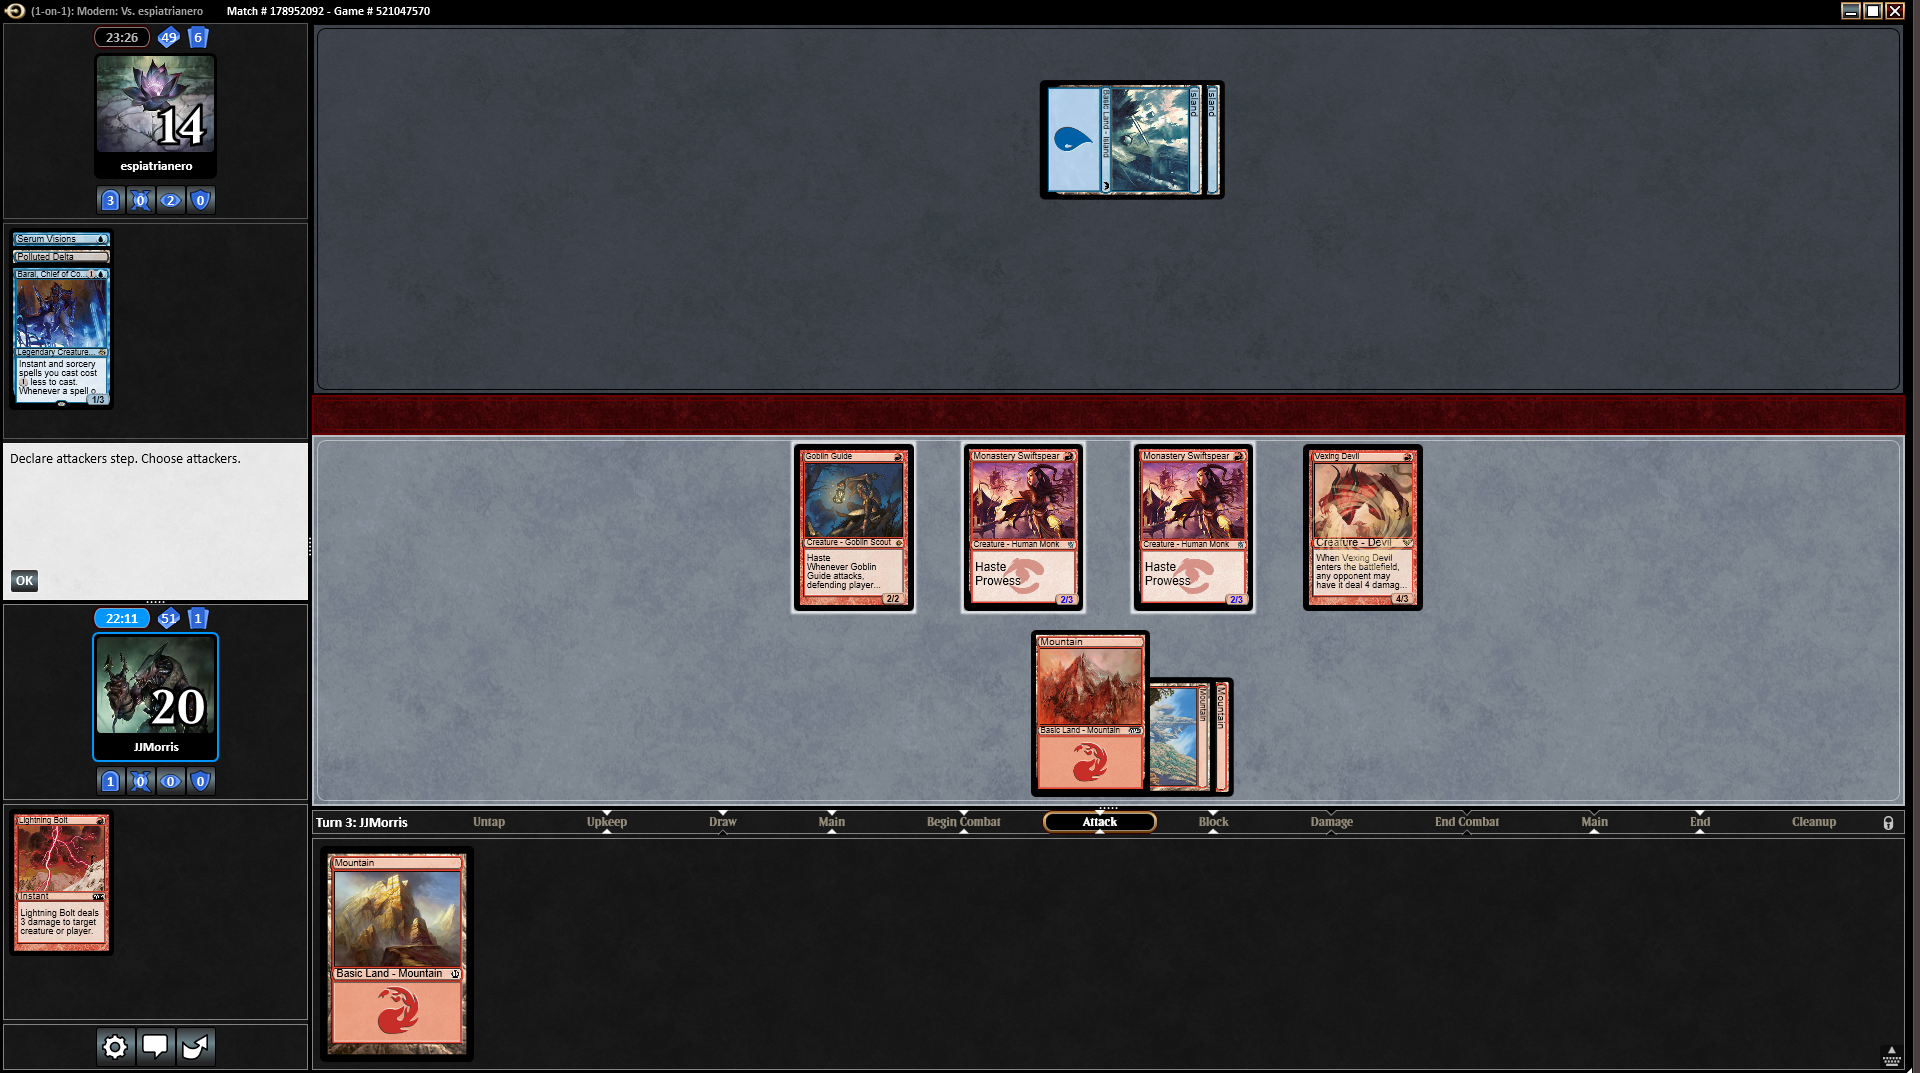 (1-on-1): Modern: Vs. espiatrianero
Match # 178952092 - Game # 521047570
23:26
49
6
14
espiatrianero
3
0
2
0
Serum Visions
Polluted Delta
Baral, Chief of Co...
Legendary Creature...
Instant and sorcery
spells you cast cost
1 less to cast.
Whenever a spell o
1/3
Island
Basic Land - Island
Island
Declare attackers step. Choose attackers.
OK
Goblin Guide
Creature - Goblin Scout
Haste
Whenever Goblin
Guide attacks,
defending player...
2/2
Monastery Swiftspear
Creature - Human Monk
Haste
Prowess
2/3
Monastery Swiftspear
Creature - Human Monk
Haste
Prowess
2/3
Vexing Devil
Creature - Devil
When Vexing Devil
enters the battlefield,
any opponent may
have it deal 4 damag...
4/3
22:11
51
1
20
JJMorris
1
0
0
0
Mountain
Basic Land - Mountain
Mountain
Mountain
Turn 3: JJMorris
Untap
Upkeep
Draw
Main
Begin Combat
Attack
Block
Damage
End Combat
Main
End
Cleanup
Lightning Bolt
Instant
Lightning Bolt deals
3 damage to target
creature or player.
Mountain
Basic Land - Mountain